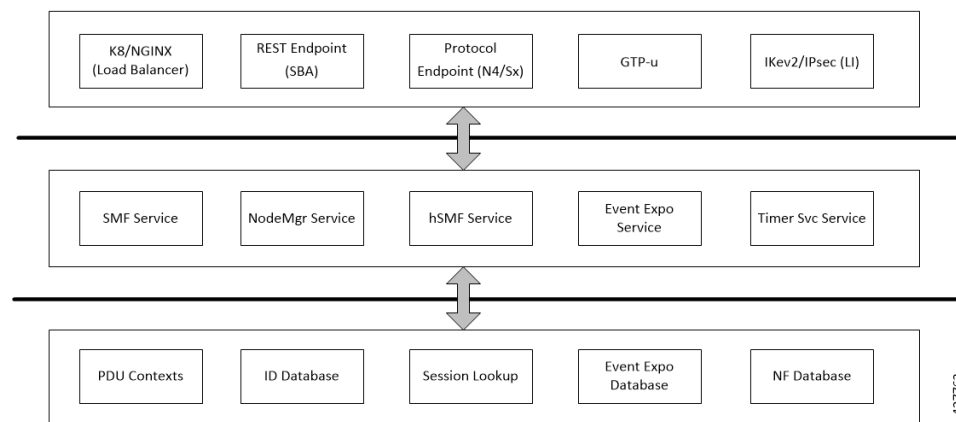 K8/NGINX
(Load Balancer)
REST Endpoint
(SBA)
Protocol
Endpoint (N4/Sx)
GTP-u
IKev2/IPsec (LI)
SMF Service
NodeMgr Service
hSMF Service
Event Expo
Service
Timer Svc Service
PDU Contexts
ID Database
Session Lookup
Event Expo
Database
NF Database